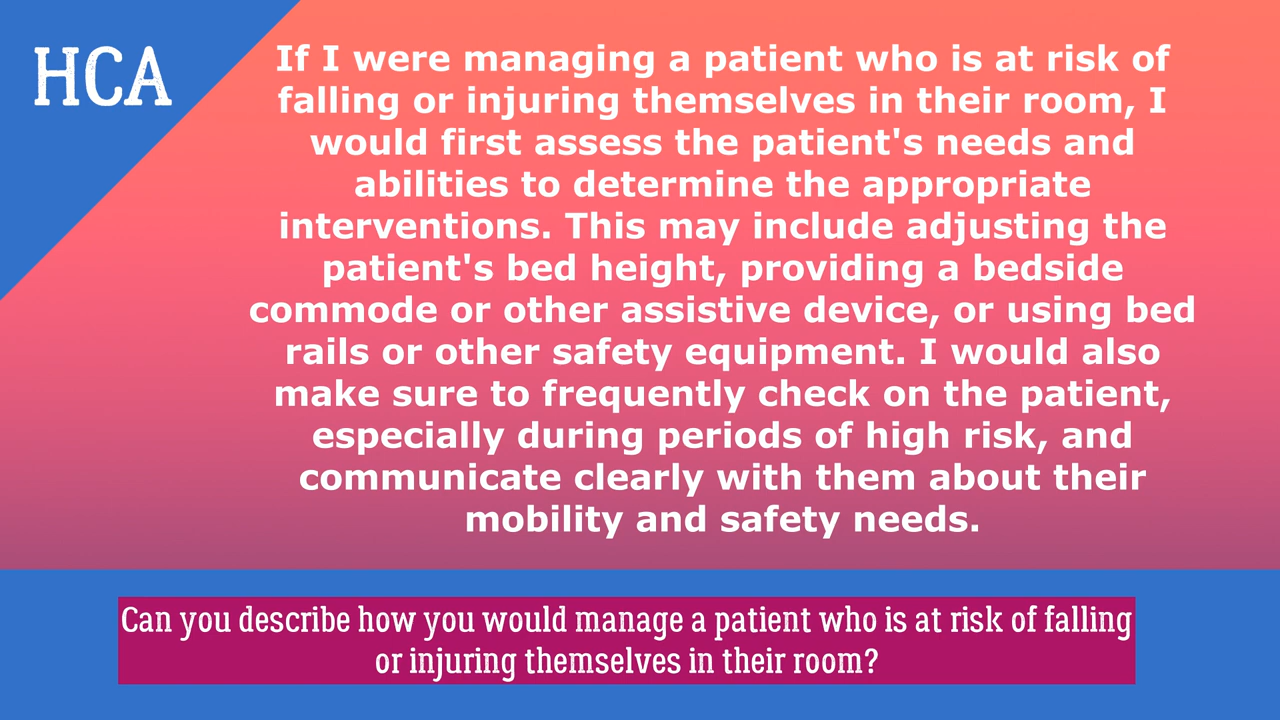 HCA
If I were managing a patient who is at risk of
falling or injuring themselves in their room, I
would first assess the patient's needs and
abilities to determine the appropriate
interventions. This may include adjusting the
patient's bed height, providing a bedside
commode or other assistive device, or using bed
rails or other safety equipment. I would also
make sure to frequently check on the patient,
especially during periods of high risk, and
communicate clearly with them about their
mobility and safety needs.
Can you describe how you would manage a patient who is at risk of falling
or injuring themselves in their room?